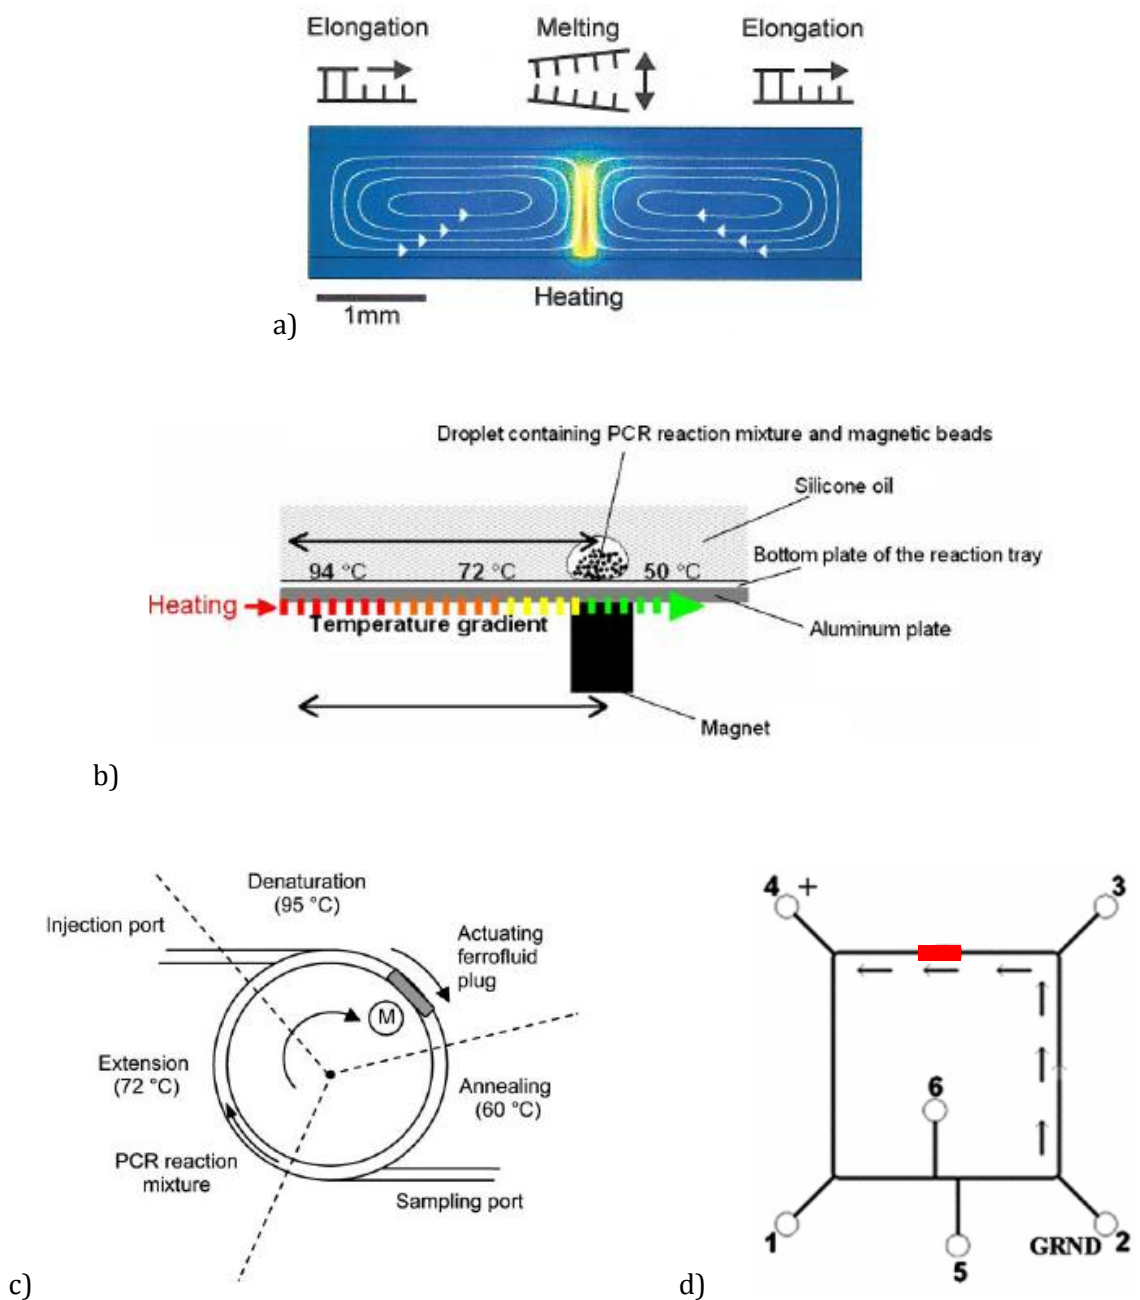 Elongation Melting Elongation
Heating
1mm
a)
Droplet containing PCR reaction mixture and magnetic beads
Silicone oil
Bottom plate of the reaction tray
94 °C 72 °C 50 °C
Heating
Temperature gradient
Aluminum plate
Magnet
b)
Denaturation
(95 °C)
Injection port
Actuating
ferrofluid
plug
M
Extension
(72 °C)
Annealing
(60 °C)
PCR reaction
mixture
Sampling port
c)
4 + 3
6
1 GRND 2
5
d)